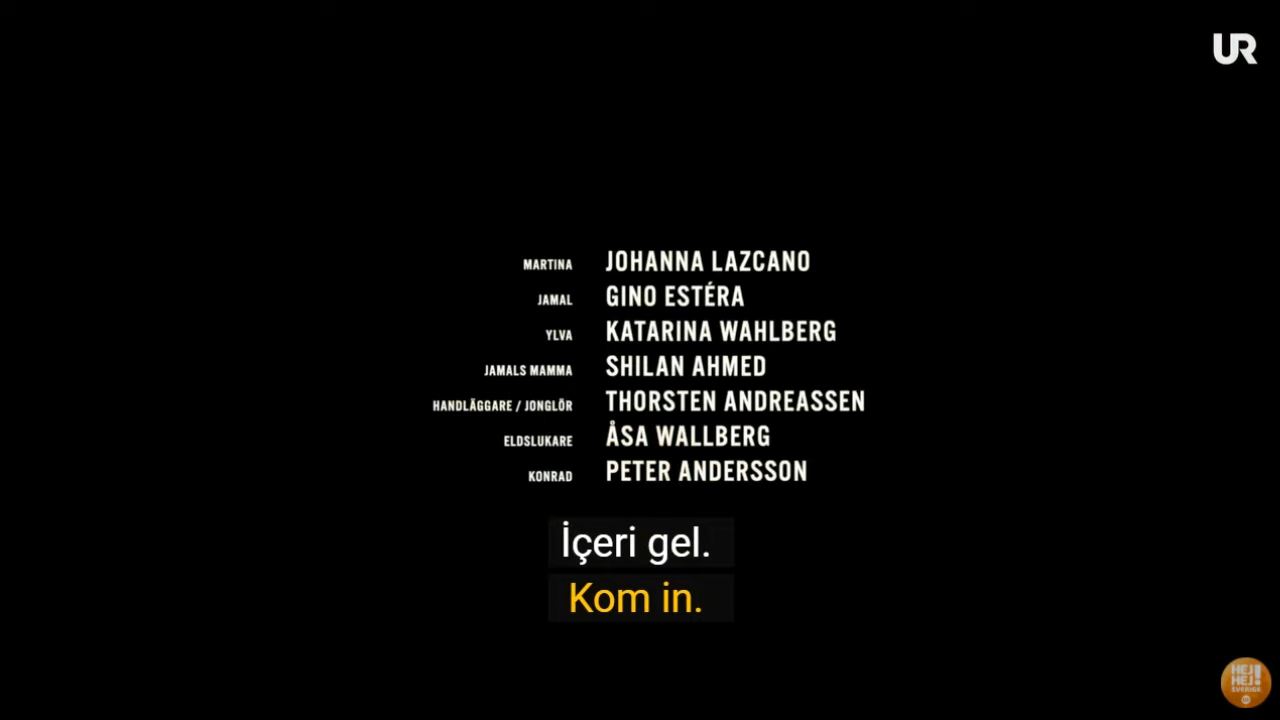 UR
MARTINA JOHANNA LAZCANO
JAMAL GINO ESTÉRA
YLVA KATARINA WAHLBERG
JAMALS MAMMA SHILAN AHMED
HANDLÄGGARE / JONGLÖR THORSTEN ANDREASSEN
ELDSLUKARE ÅSA WALLBERG
KONRAD PETER ANDERSSON
İçeri gel.
Kom in.
HEJ
HEJ!
SVERIGE